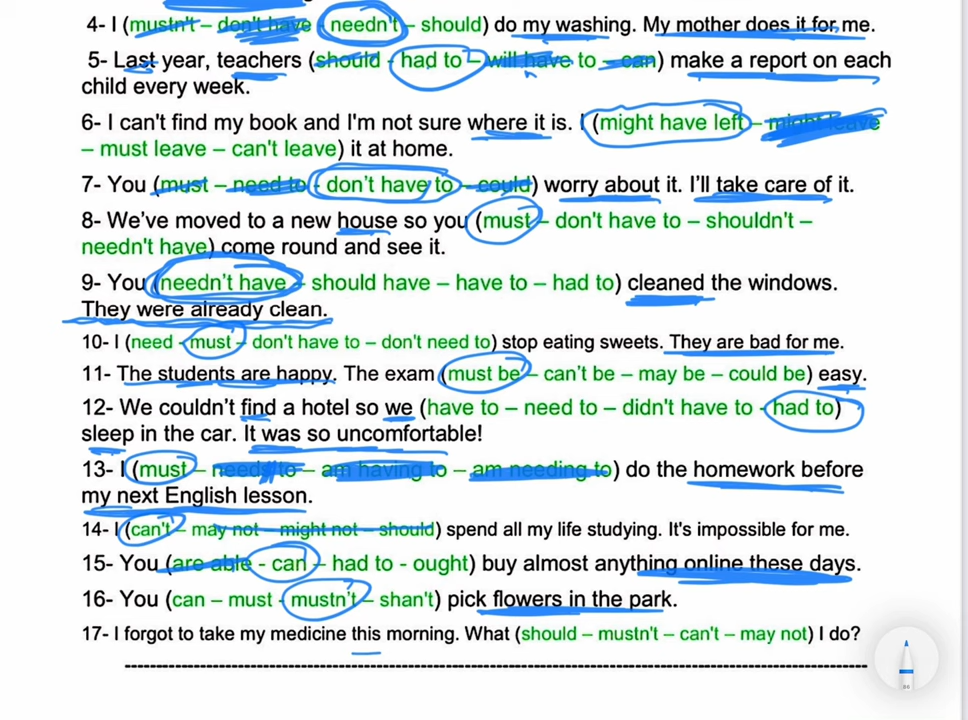 4- I (mustn't – don't have - needn't – should) do my washing. My mother does it for me.
5- Last year, teachers (should - had to – will have to – can) make a report on each
child every week.
6- I can't find my book and I'm not sure where it is. I (might have left – might leave
– must leave – can't leave) it at home.
7- You (must – need to - don't have to – could) worry about it. I'll take care of it.
8- We've moved to a new house so you (must – don't have to – shouldn't –
needn't have) come round and see it.
9- You (needn't have – should have – have to – had to) cleaned the windows.
They were already clean.
10- I (need - must – don't have to – don't need to) stop eating sweets. They are bad for me.
11- The students are happy. The exam (must be – can't be – may be – could be) easy.
12- We couldn't find a hotel so we (have to – need to – didn't have to - had to)
sleep in the car. It was so uncomfortable!
13- I (must – needs to – am having to – am needing to) do the homework before
my next English lesson.
14- I (can't – may not – might not – should) spend all my life studying. It's impossible for me.
15- You (are able - can – had to - ought) buy almost anything online these days.
16- You (can – must - mustn't – shan't) pick flowers in the park.
17- I forgot to take my medicine this morning. What (should – mustn't – can't – may not) I do?